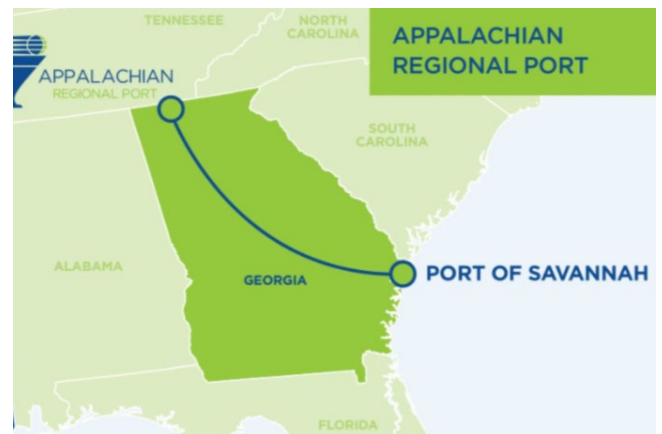 TENNESSEE
NORTH
CAROLINA
APPALACHIAN
REGIONAL PORT
APPALACHIAN
REGIONAL PORT
SOUTH
CAROLINA
ALABAMA
GEORGIA
PORT OF SAVANNAH
FLORIDA